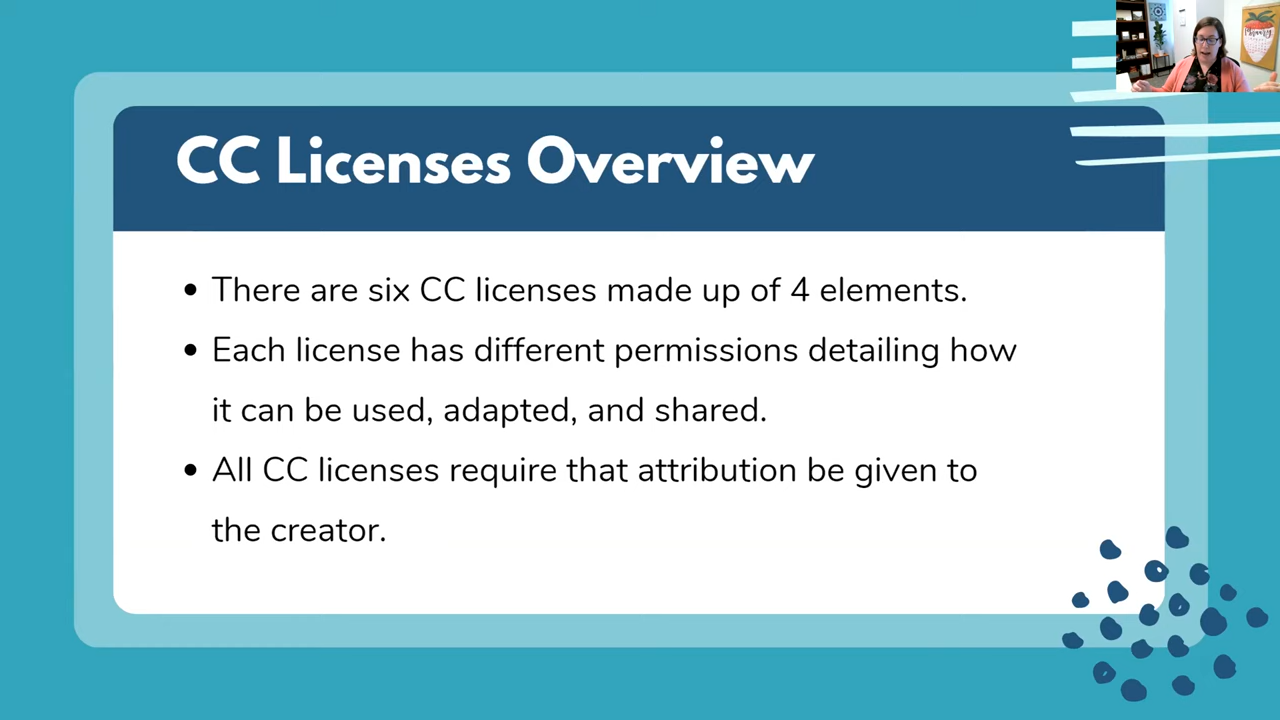 CC Licenses Overview
• There are six CC licenses made up of 4 elements.
• Each license has different permissions detailing how
it can be used, adapted, and shared.
• All CC licenses require that attribution be given to
the creator.